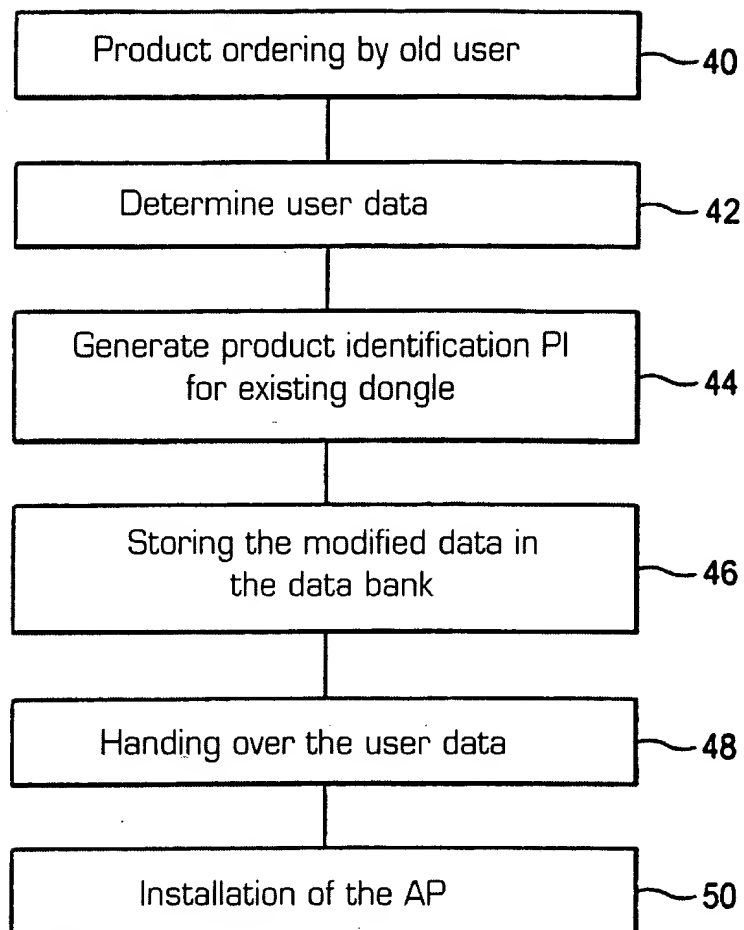 Product ordering by old user
40
Determine user data
42
Generate product identification PI
for existing dongle
44
Storing the modified data in
the data bank
46
Handing over the user data
48
Installation of the AP
50